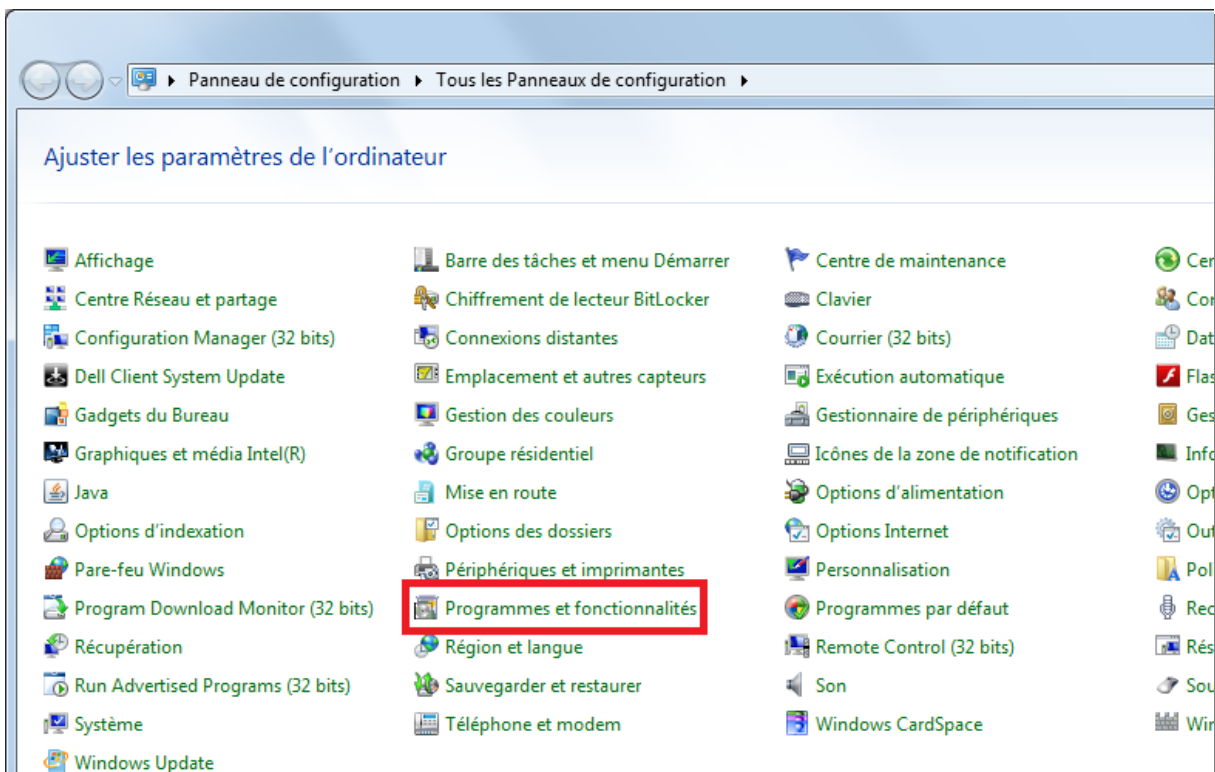 Panneau de configuration Tous les Panneaux de configuration
Ajuster les paramètres de l'ordinateur
Affichage
Centre Réseau et partage
Configuration Manager (32 bits)
Dell Client System Update
Gadgets du Bureau
Graphiques et média Intel(R)
Java
Options d'indexation
Pare-feu Windows
Program Download Monitor (32 bits)
Récupération
Run Advertised Programs (32 bits)
Système
Windows Update
Barre des tâches et menu Démarrer
Chiffrement de lecteur BitLocker
Connexions distantes
Emplacement et autres capteurs
Gestion des couleurs
Groupe résidentiel
Mise en route
Options des dossiers
Périphériques et imprimantes
Programmes et fonctionnalités
Région et langue
Sauvegarder et restaurer
Téléphone et modem
Centre de maintenance
Clavier
Courrier (32 bits)
Exécution automatique
Gestionnaire de périphériques
Icônes de la zone de notification
Options d'alimentation
Options Internet
Personnalisation
Programmes par défaut
Remote Control (32 bits)
Son
Windows CardSpace